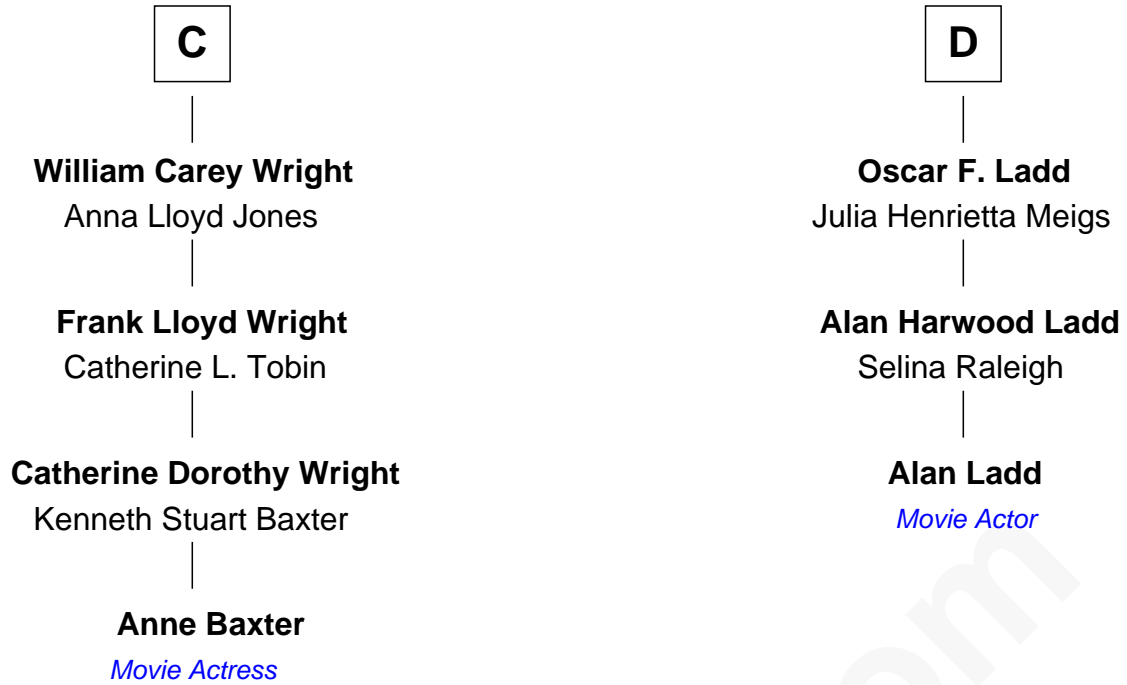 C
William Carey Wright
Anna Lloyd Jones
Frank Lloyd Wright
Catherine L. Tobin
Catherine Dorothy Wright
Kenneth Stuart Baxter
Anne Baxter
Movie Actress
D
Oscar F. Ladd
Julia Henrietta Meigs
Alan Harwood Ladd
Selina Raleigh
Alan Ladd
Movie Actor
om